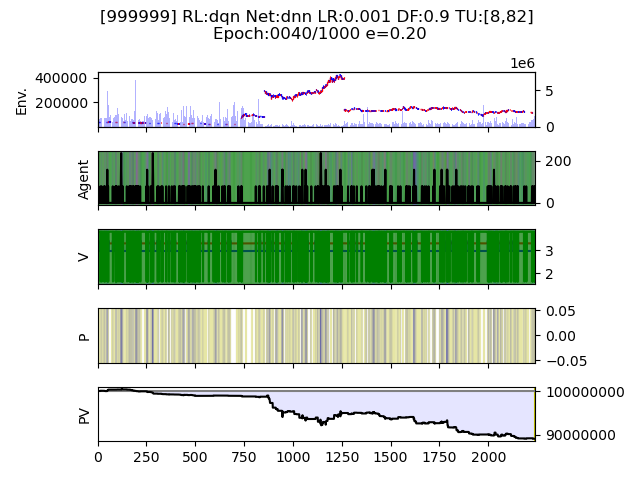 [999999] RL:dqn Net:dnn LR:0.001 DF:0.9 TU:[8,82]
Epoch:0040/1000 e=0.20
1e6
Env.
400000
200000
5
0
Agent
200
0
V
3
2
P
0.05
0.00
−0.05
PV
100000000
90000000
0 250 500 750 1000 1250 1500 1750 2000